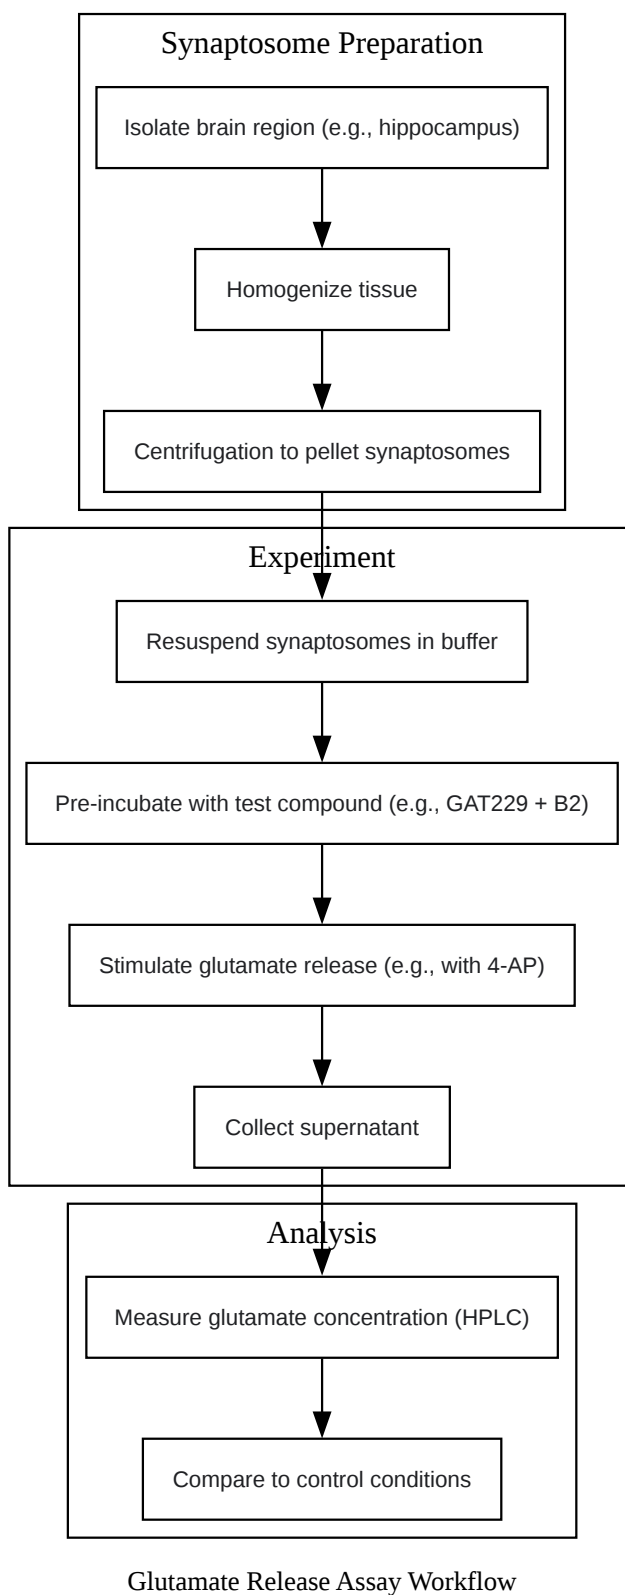 Synaptosome Preparation
Isolate brain region (e.g., hippocampus)
Homogenize tissue
Centrifugation to pellet synaptosomes
Experiment
Resuspend synaptosomes in buffer
Pre-incubate with test compound (e.g., GAT229 + B2)
Stimulate glutamate release (e.g., with 4-AP)
Collect supernatant
Analysis
Measure glutamate concentration (HPLC)
Compare to control conditions
Glutamate Release Assay Workflow